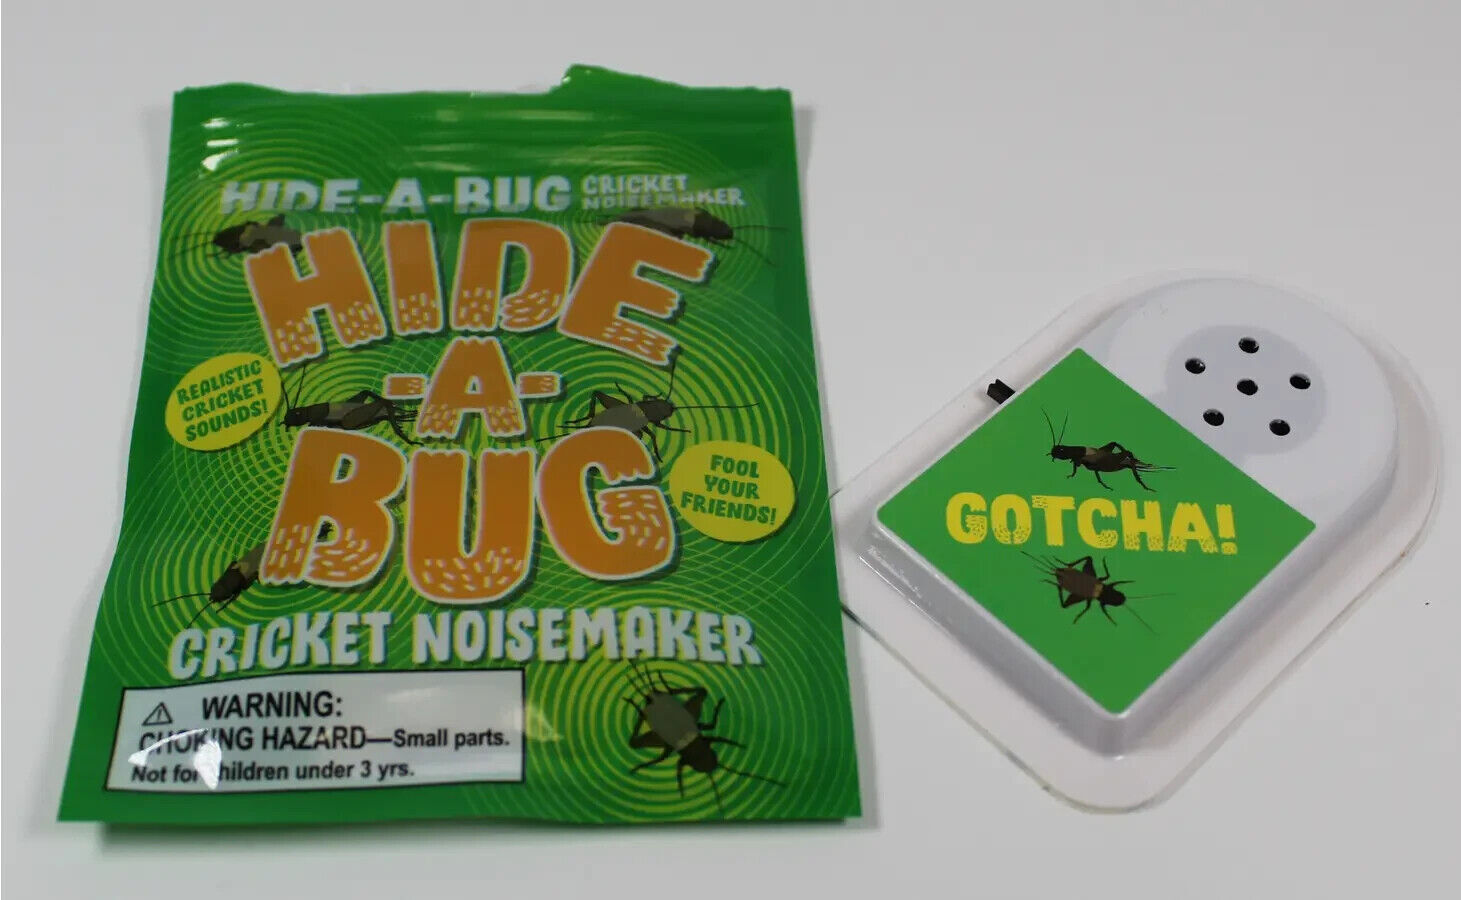 HIDE-A-BUG CRICKET
NOISEMAKER
HIDE
-A-
BUG
REALISTIC
CRICKET
SOUNDS!
FOOL
YOUR
FRIENDS!
CRICKET NOISEMAKER
WARNING:
CHOKING HAZARD—Small parts.
Not for children under 3 yrs.
GOTCHA!